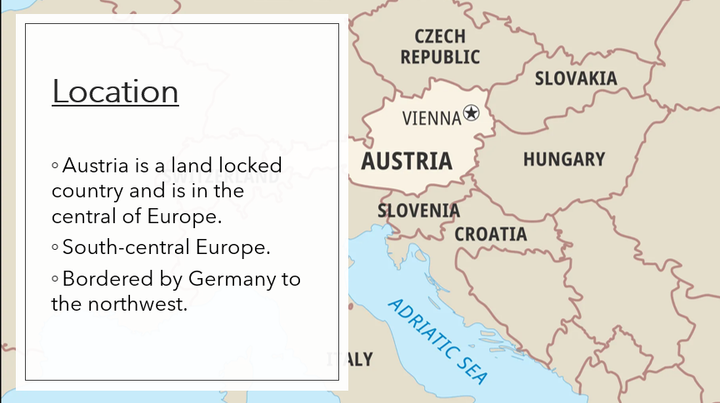 Location
◦Austria is a land locked
country and is in the
central of Europe.
◦South-central Europe.
◦Bordered by Germany to
the northwest.
CZECH
REPUBLIC
SLOVAKIA
VIENNA
AUSTRIA
HUNGARY
SWITZERLAND
SLOVENIA
CROATIA
ADRIATIC SEA
ITALY